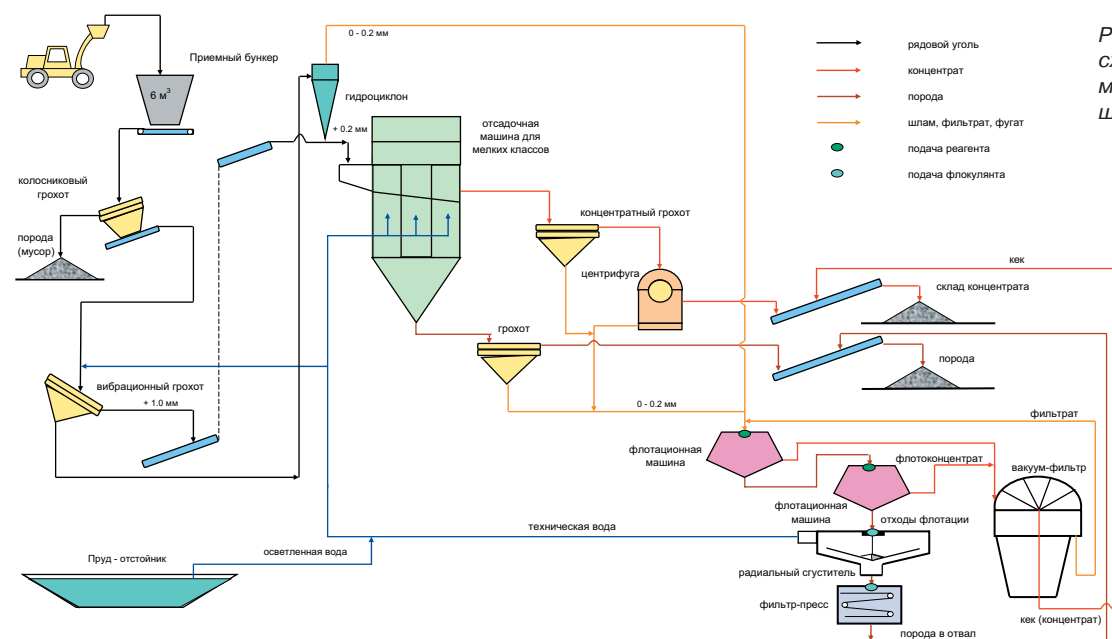 0 - 0.2 мм
Приемный бункер
6 м³
гидроциклон
+ 0.2 мм
отсадочная
машина для
мелких классов
рядовой уголь
концентрат
порода
шлам, фильтрат, фугат
подача реагента
подача флокулянта
колосниковый
грохот
порода
(мусор)
концентратный грохот
центрифуга
кек
склад концентрата
грохот
порода
вибрационный грохот
+ 1.0 мм
0 - 0.2 мм
фильтрат
флотационная
машина
флотоконцентрат
вакуум-фильтр
флотационная
машина
отходы флотации
техническая вода
осветленная вода
Пруд - отстойник
радиальный сгуститель
фильтр-пресс
кек (концентрат)
порода в отвал